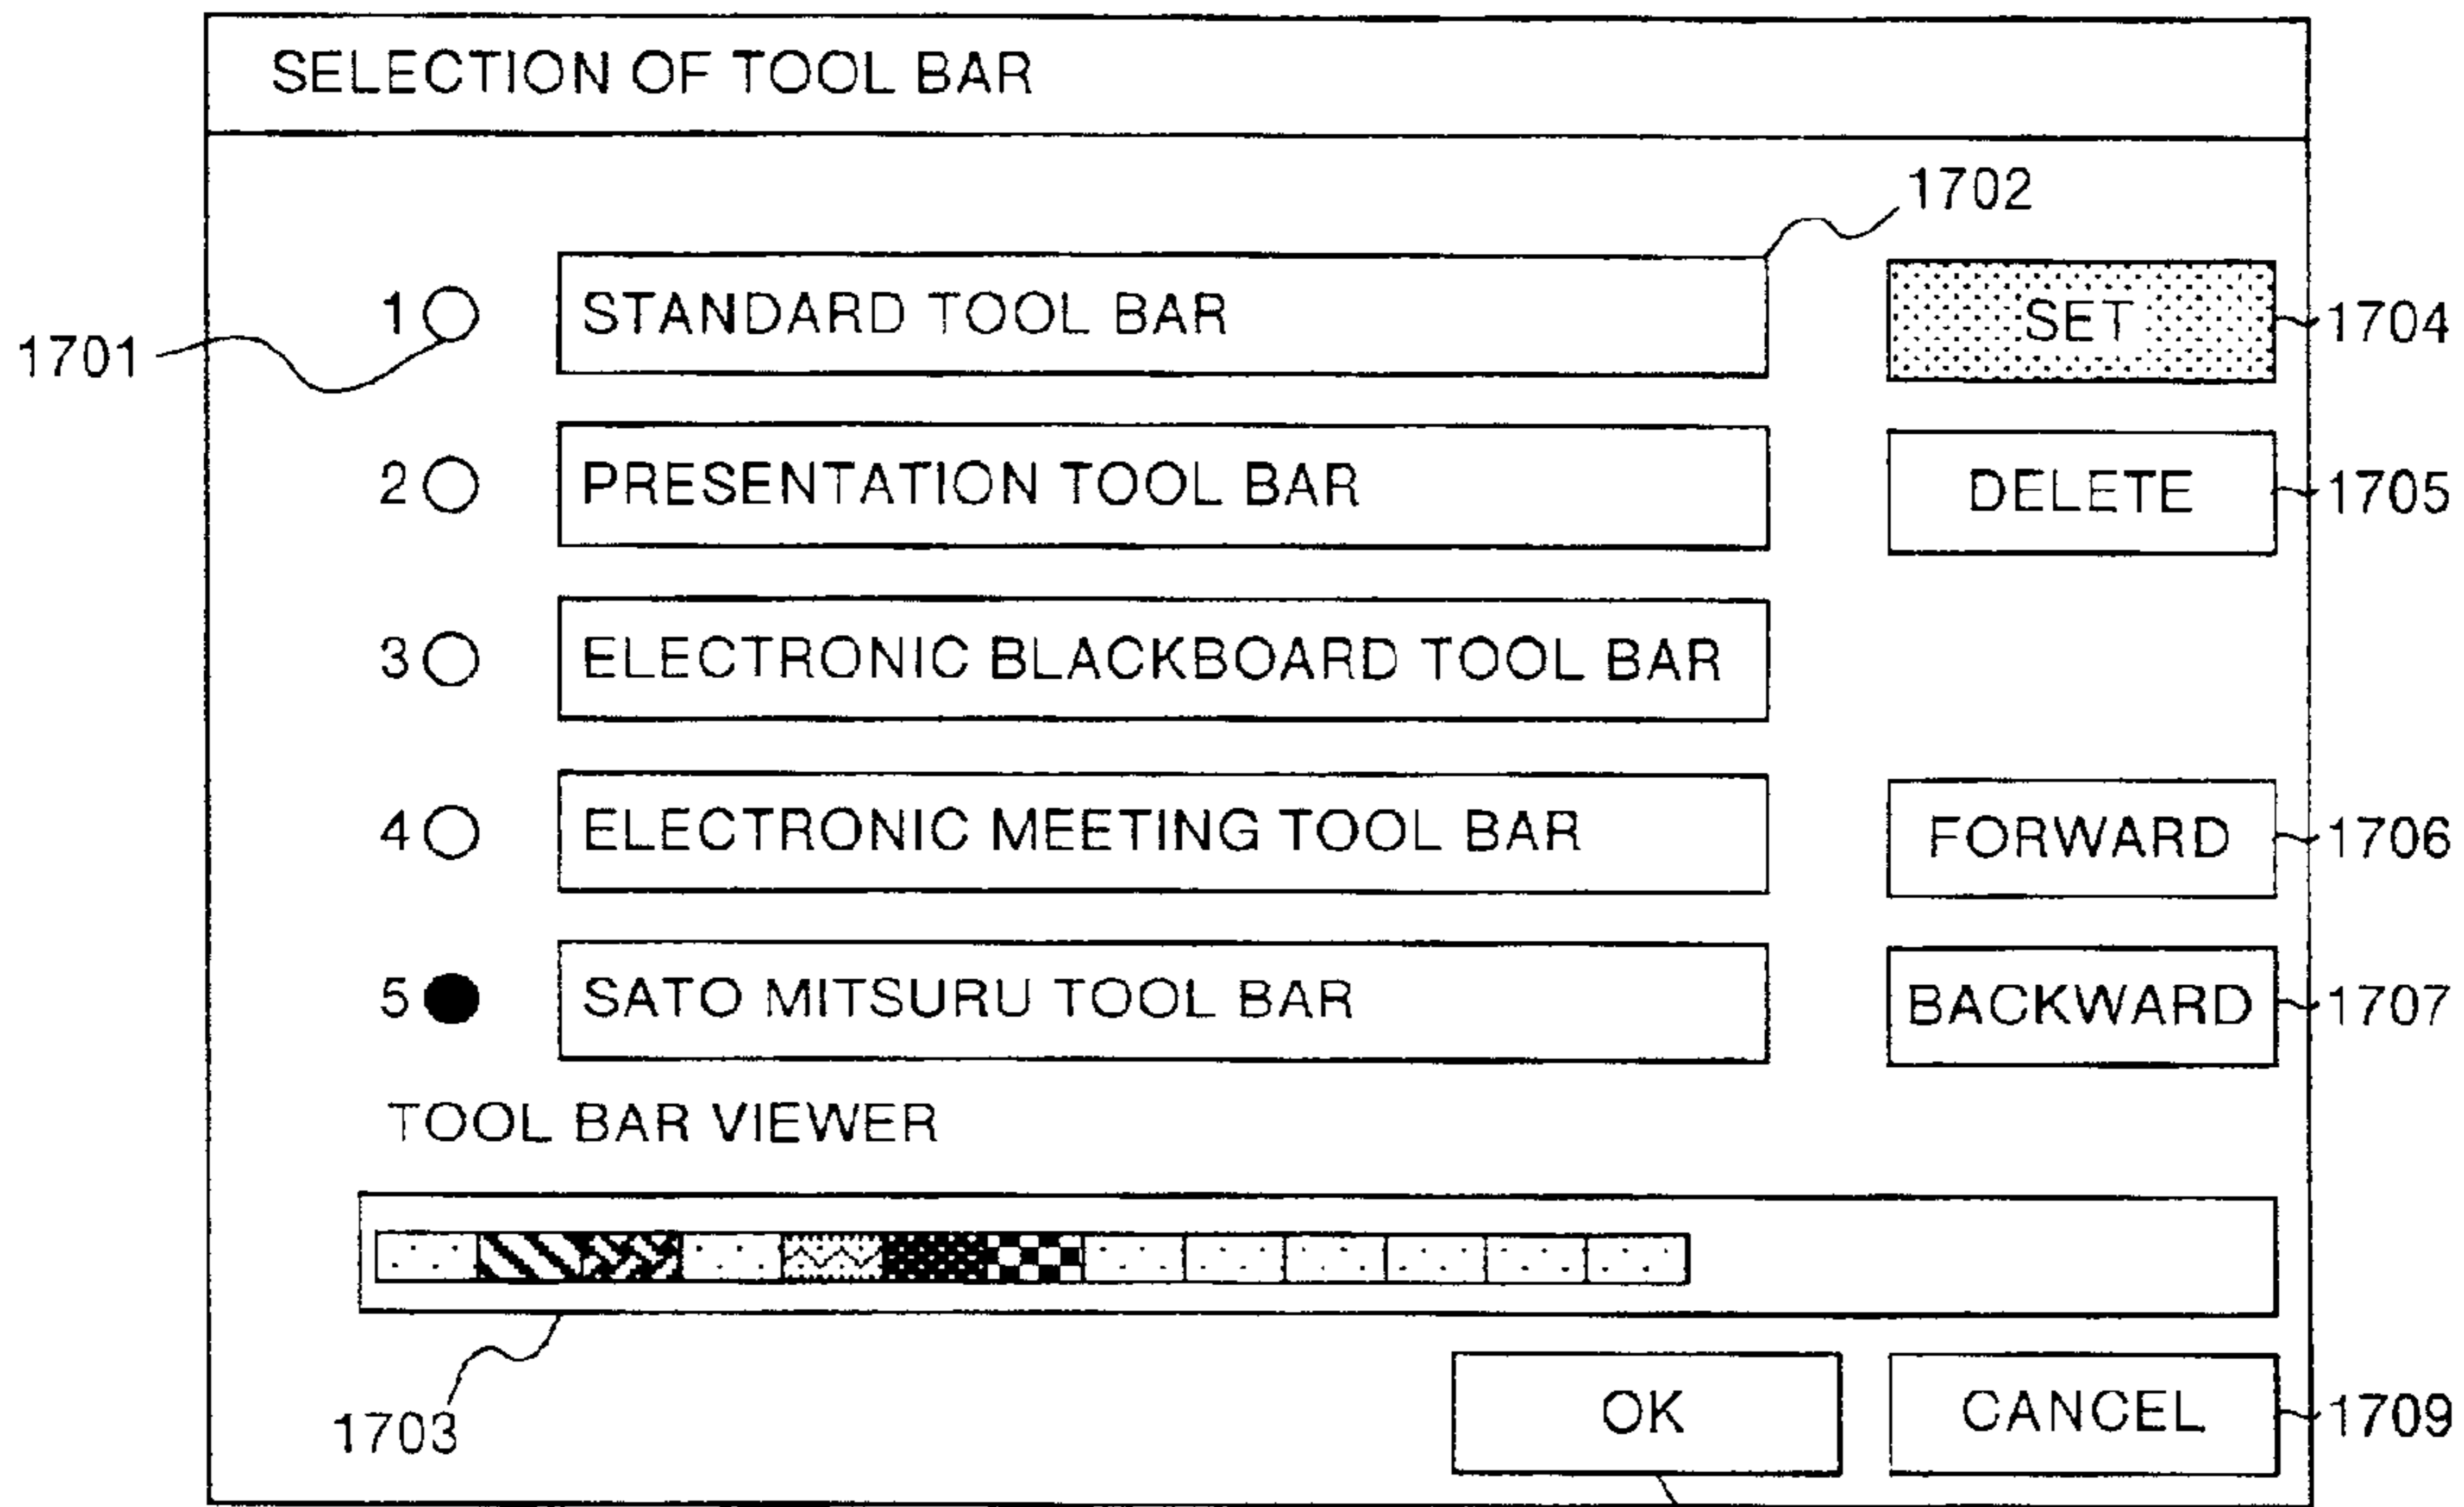 SELECTION OF TOOL BAR
1702
1 STANDARD TOOL BAR SET 1704
1701
2 PRESENTATION TOOL BAR DELETE 1705
3 ELECTRONIC BLACKBOARD TOOL BAR
4 ELECTRONIC MEETING TOOL BAR FORWARD 1706
5 SATO MITSURU TOOL BAR BACKWARD 1707
TOOL BAR VIEWER
1703
OK CANCEL 1709